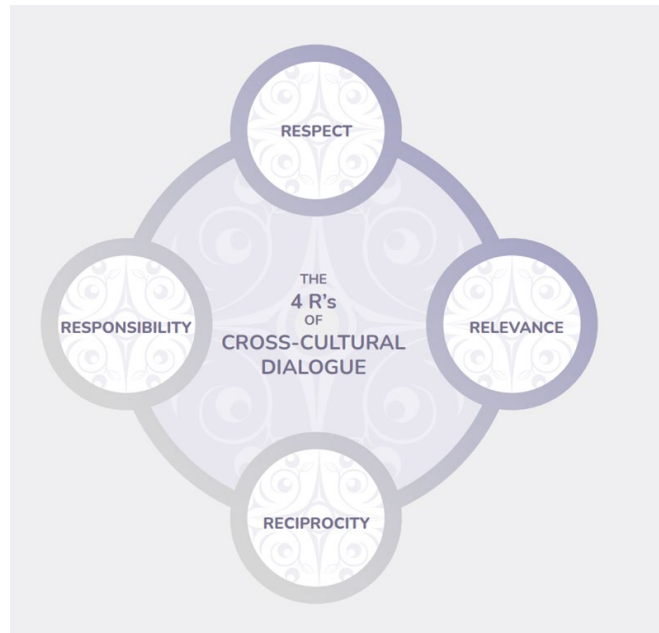 RESPECT
THE
4 R’s
OF
CROSS-CULTURAL
DIALOGUE
RESPONSIBILITY
RELEVANCE
RECIPROCITY